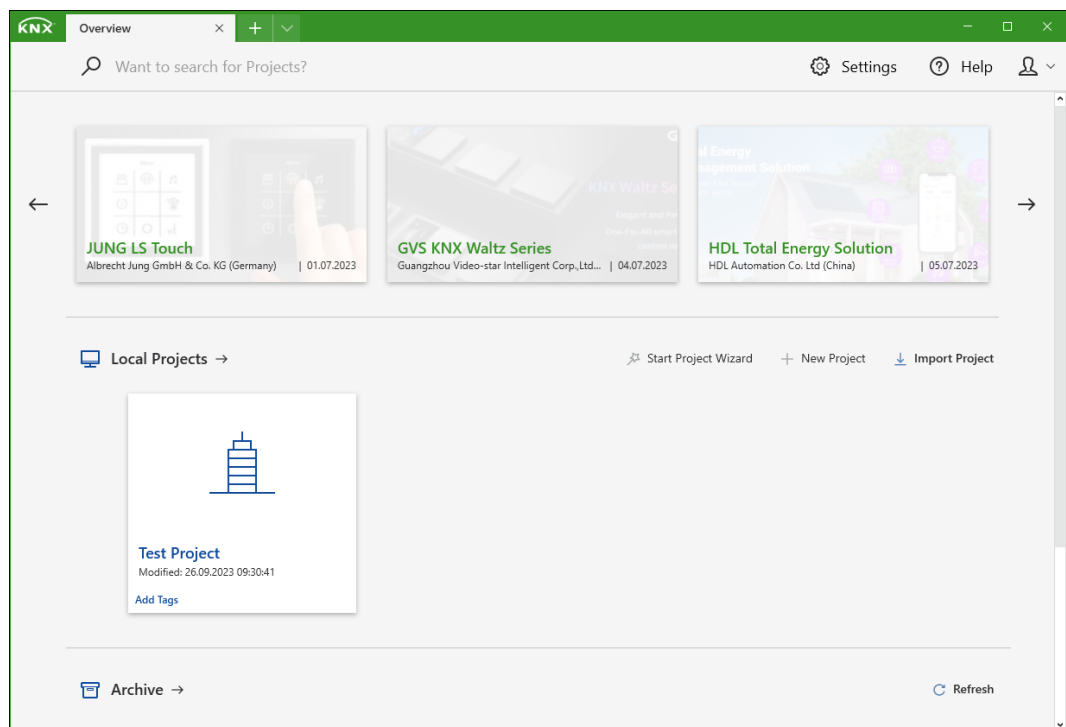 KNX
Overview
Want to search for Projects?
Settings
Help
al Energy
agement Solution
KNX Waltz Se
JUNG LS Touch
Albrecht Jung GmbH & Co. KG (Germany) | 01.07.2023
GVS KNX Waltz Series
Guangzhou Video-star Intelligent Corp.,Ltd... | 04.07.2023
HDL Total Energy Solution
HDL Automation Co. Ltd (China) | 05.07.2023
Local Projects
Start Project Wizard
New Project
Import Project
Test Project
Modified: 26.09.2023 09:30:41
Add Tags
Archive
Refresh